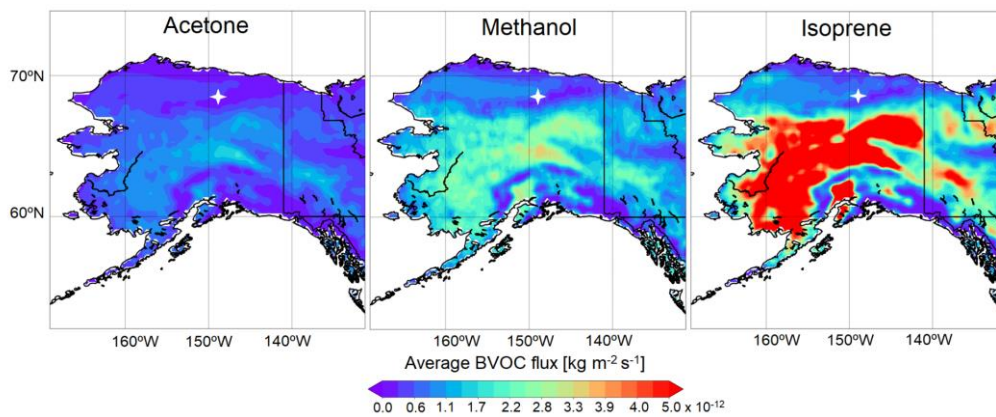 Acetone Methanol Isoprene
70ºN
60ºN
160ºW 150ºW 140ºW 160ºW 150ºW 140ºW 160ºW 150ºW 140ºW
Average BVOC flux [kg m⁻² s⁻¹]
0.0 0.6 1.1 1.7 2.2 2.8 3.3 3.9 4.0 5.0 x 10⁻¹²